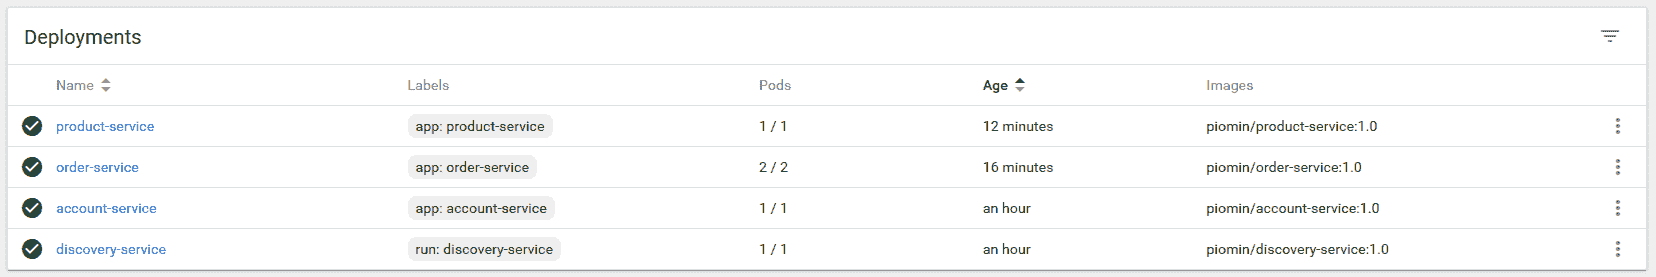 Deployments
Name Labels Pods Age Images
product-service app: product-service 1 / 1 12 minutes piomin/product-service:1.0
order-service app: order-service 2 / 2 16 minutes piomin/order-service:1.0
account-service app: account-service 1 / 1 an hour piomin/account-service:1.0
discovery-service run: discovery-service 1 / 1 an hour piomin/discovery-service:1.0